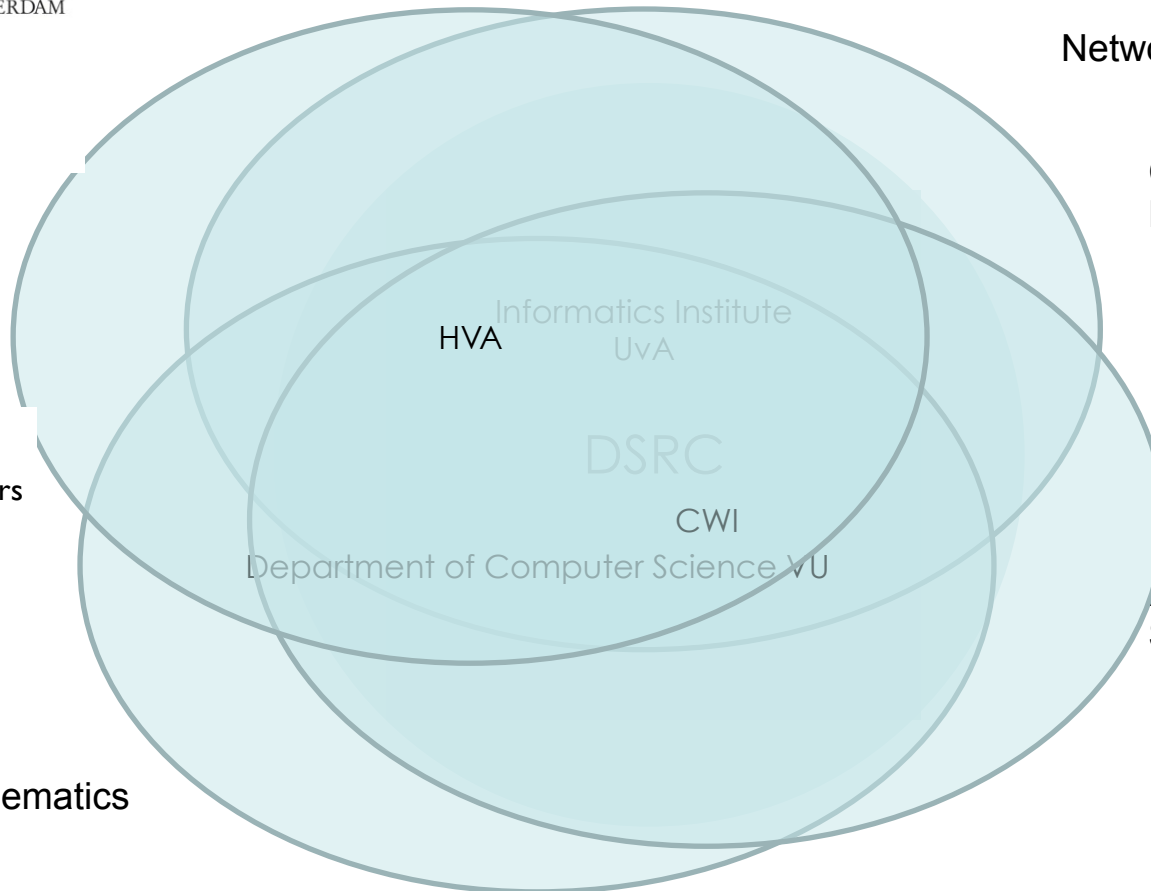 ERDAM
Netwo
Informatics Institute
HVA
UvA
DSRC
rs
CWI
Department of Computer Science VU
ematics